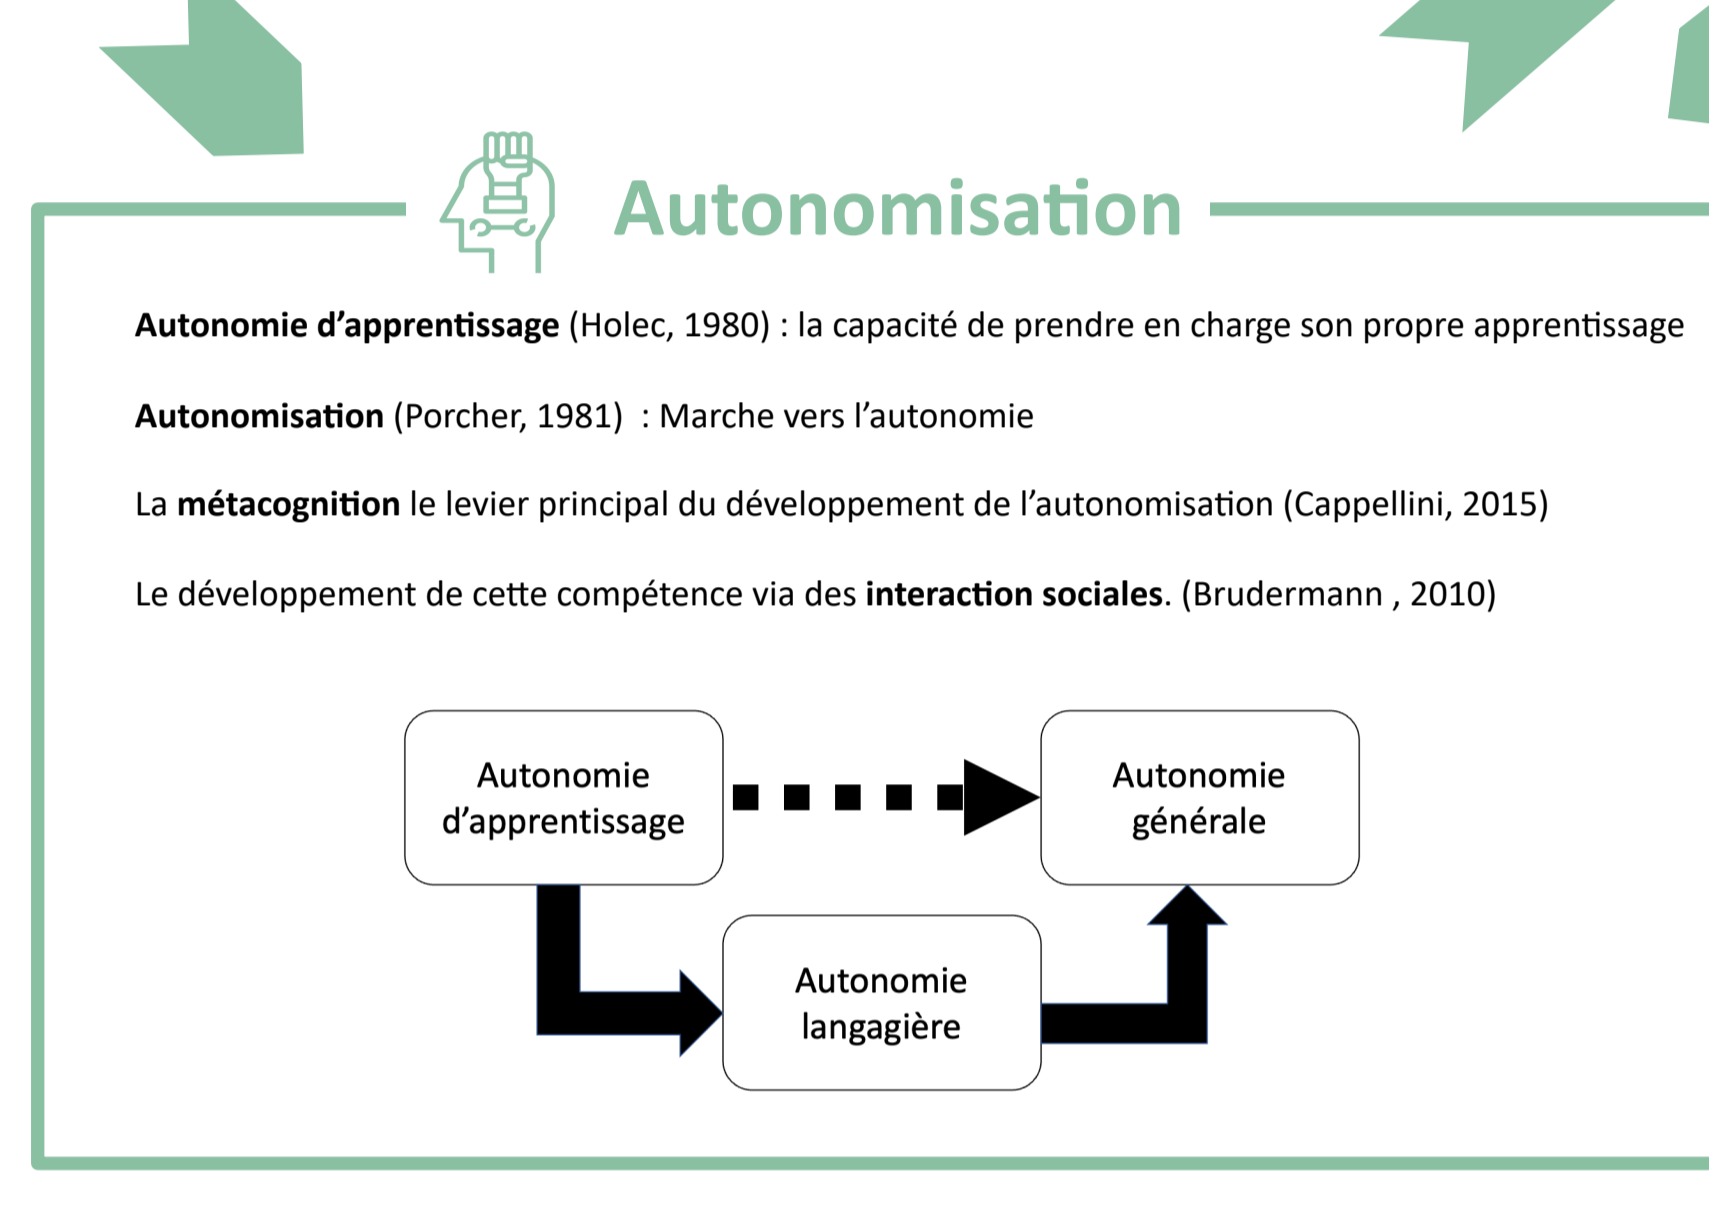 Autonomisation
Autonomie d’apprentissage (Holec, 1980) : la capacité de prendre en charge son propre apprentissage
Autonomisation (Porcher, 1981)  : Marche vers l’autonomie
La métacognition le levier principal du développement de l’autonomisation (Cappellini, 2015)
Le développement de cette compétence via des interaction sociales. (Brudermann , 2010)
Autonomie
d’apprentissage
Autonomie
générale
Autonomie
langagière